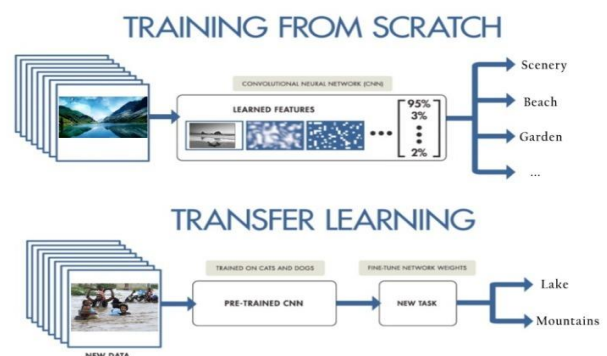 TRAINING FROM SCRATCH
CONVOLUTIONAL NEURAL NETWORK (CNN)
LEARNED FEATURES
95%
3%
2%
Scenery
Beach
Garden
...
TRANSFER LEARNING
TRAINED ON CATS AND DOGS
FINE-TUNE NETWORK WEIGHTS
PRE-TRAINED CNN
NEW TASK
Lake
Mountains
NEW DATA